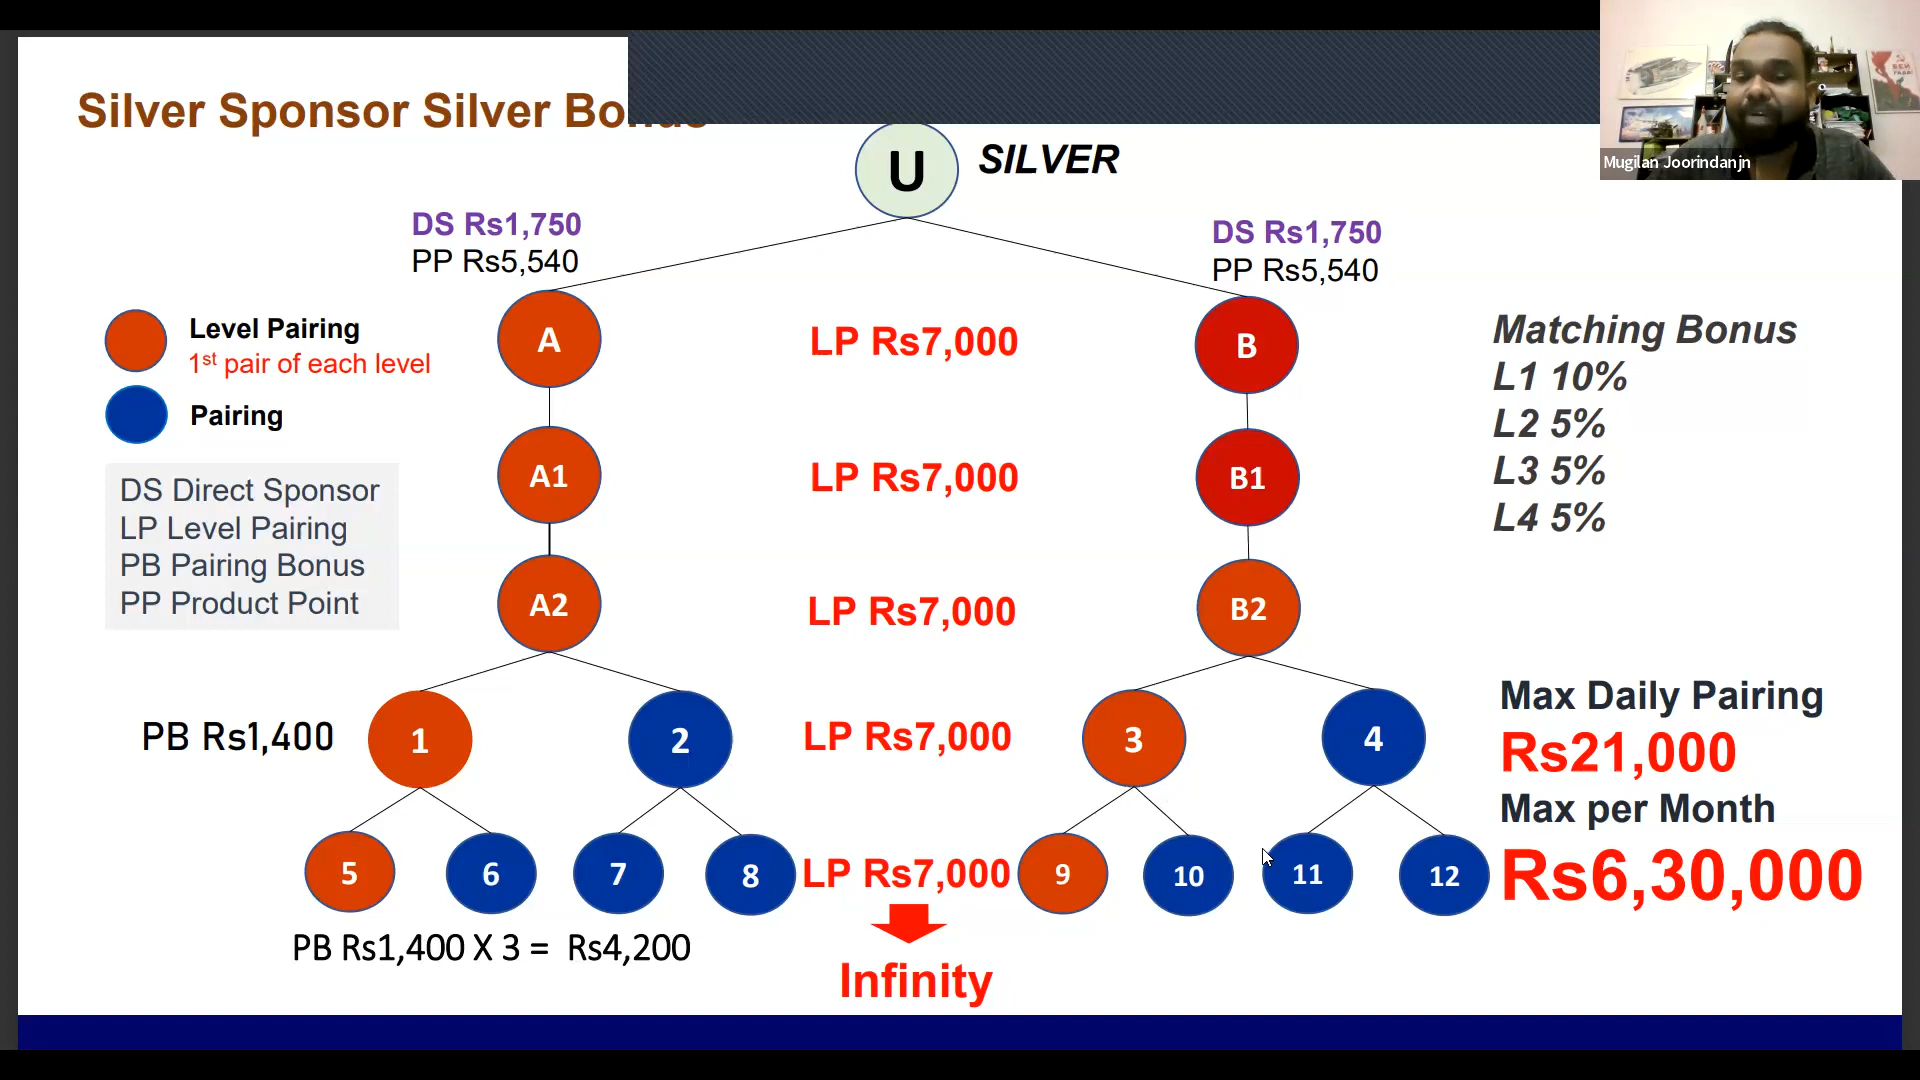 Silver Sponsor Silver Bonus
U
SILVER
Mugilan Joorindanjn
DS Rs1,750
PP Rs5,540
DS Rs1,750
PP Rs5,540
Level Pairing
1st pair of each level
Pairing
DS Direct Sponsor
LP Level Pairing
PB Pairing Bonus
PP Product Point
A
LP Rs7,000
B
A1
LP Rs7,000
B1
A2
LP Rs7,000
B2
Matching Bonus
L1 10%
L2 5%
L3 5%
L4 5%
PB Rs1,400
1
2
LP Rs7,000
3
4
5
6
7
8
LP Rs7,000
9
10
11
12
Max Daily Pairing
Rs21,000
Max per Month
Rs6,30,000
PB Rs1,400 X 3 = Rs4,200
Infinity